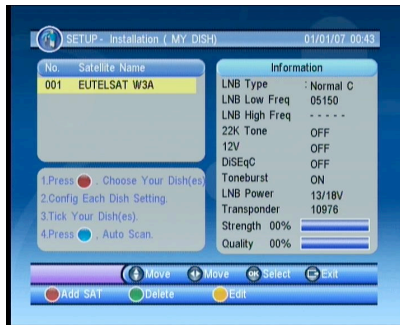 SETUP - Installation ( MY DISH) 01/01/07 00:43
No. Satellite Name
001 EUTELSAT W3A
1.Press , Choose Your Dish(es)
2.Config Each Dish Setting.
3.Tick Your Dish(es).
4.Press , Auto Scan.
Information
LNB Type : Normal C
LNB Low Freq 05150
LNB High Freq - - - - -
22K Tone OFF
12V OFF
DiSEqC OFF
Toneburst ON
LNB Power 13/18V
Transponder 10976
Strength 00%
Quality 00%
Move Move OK Select Exit
Add SAT Delete Edit